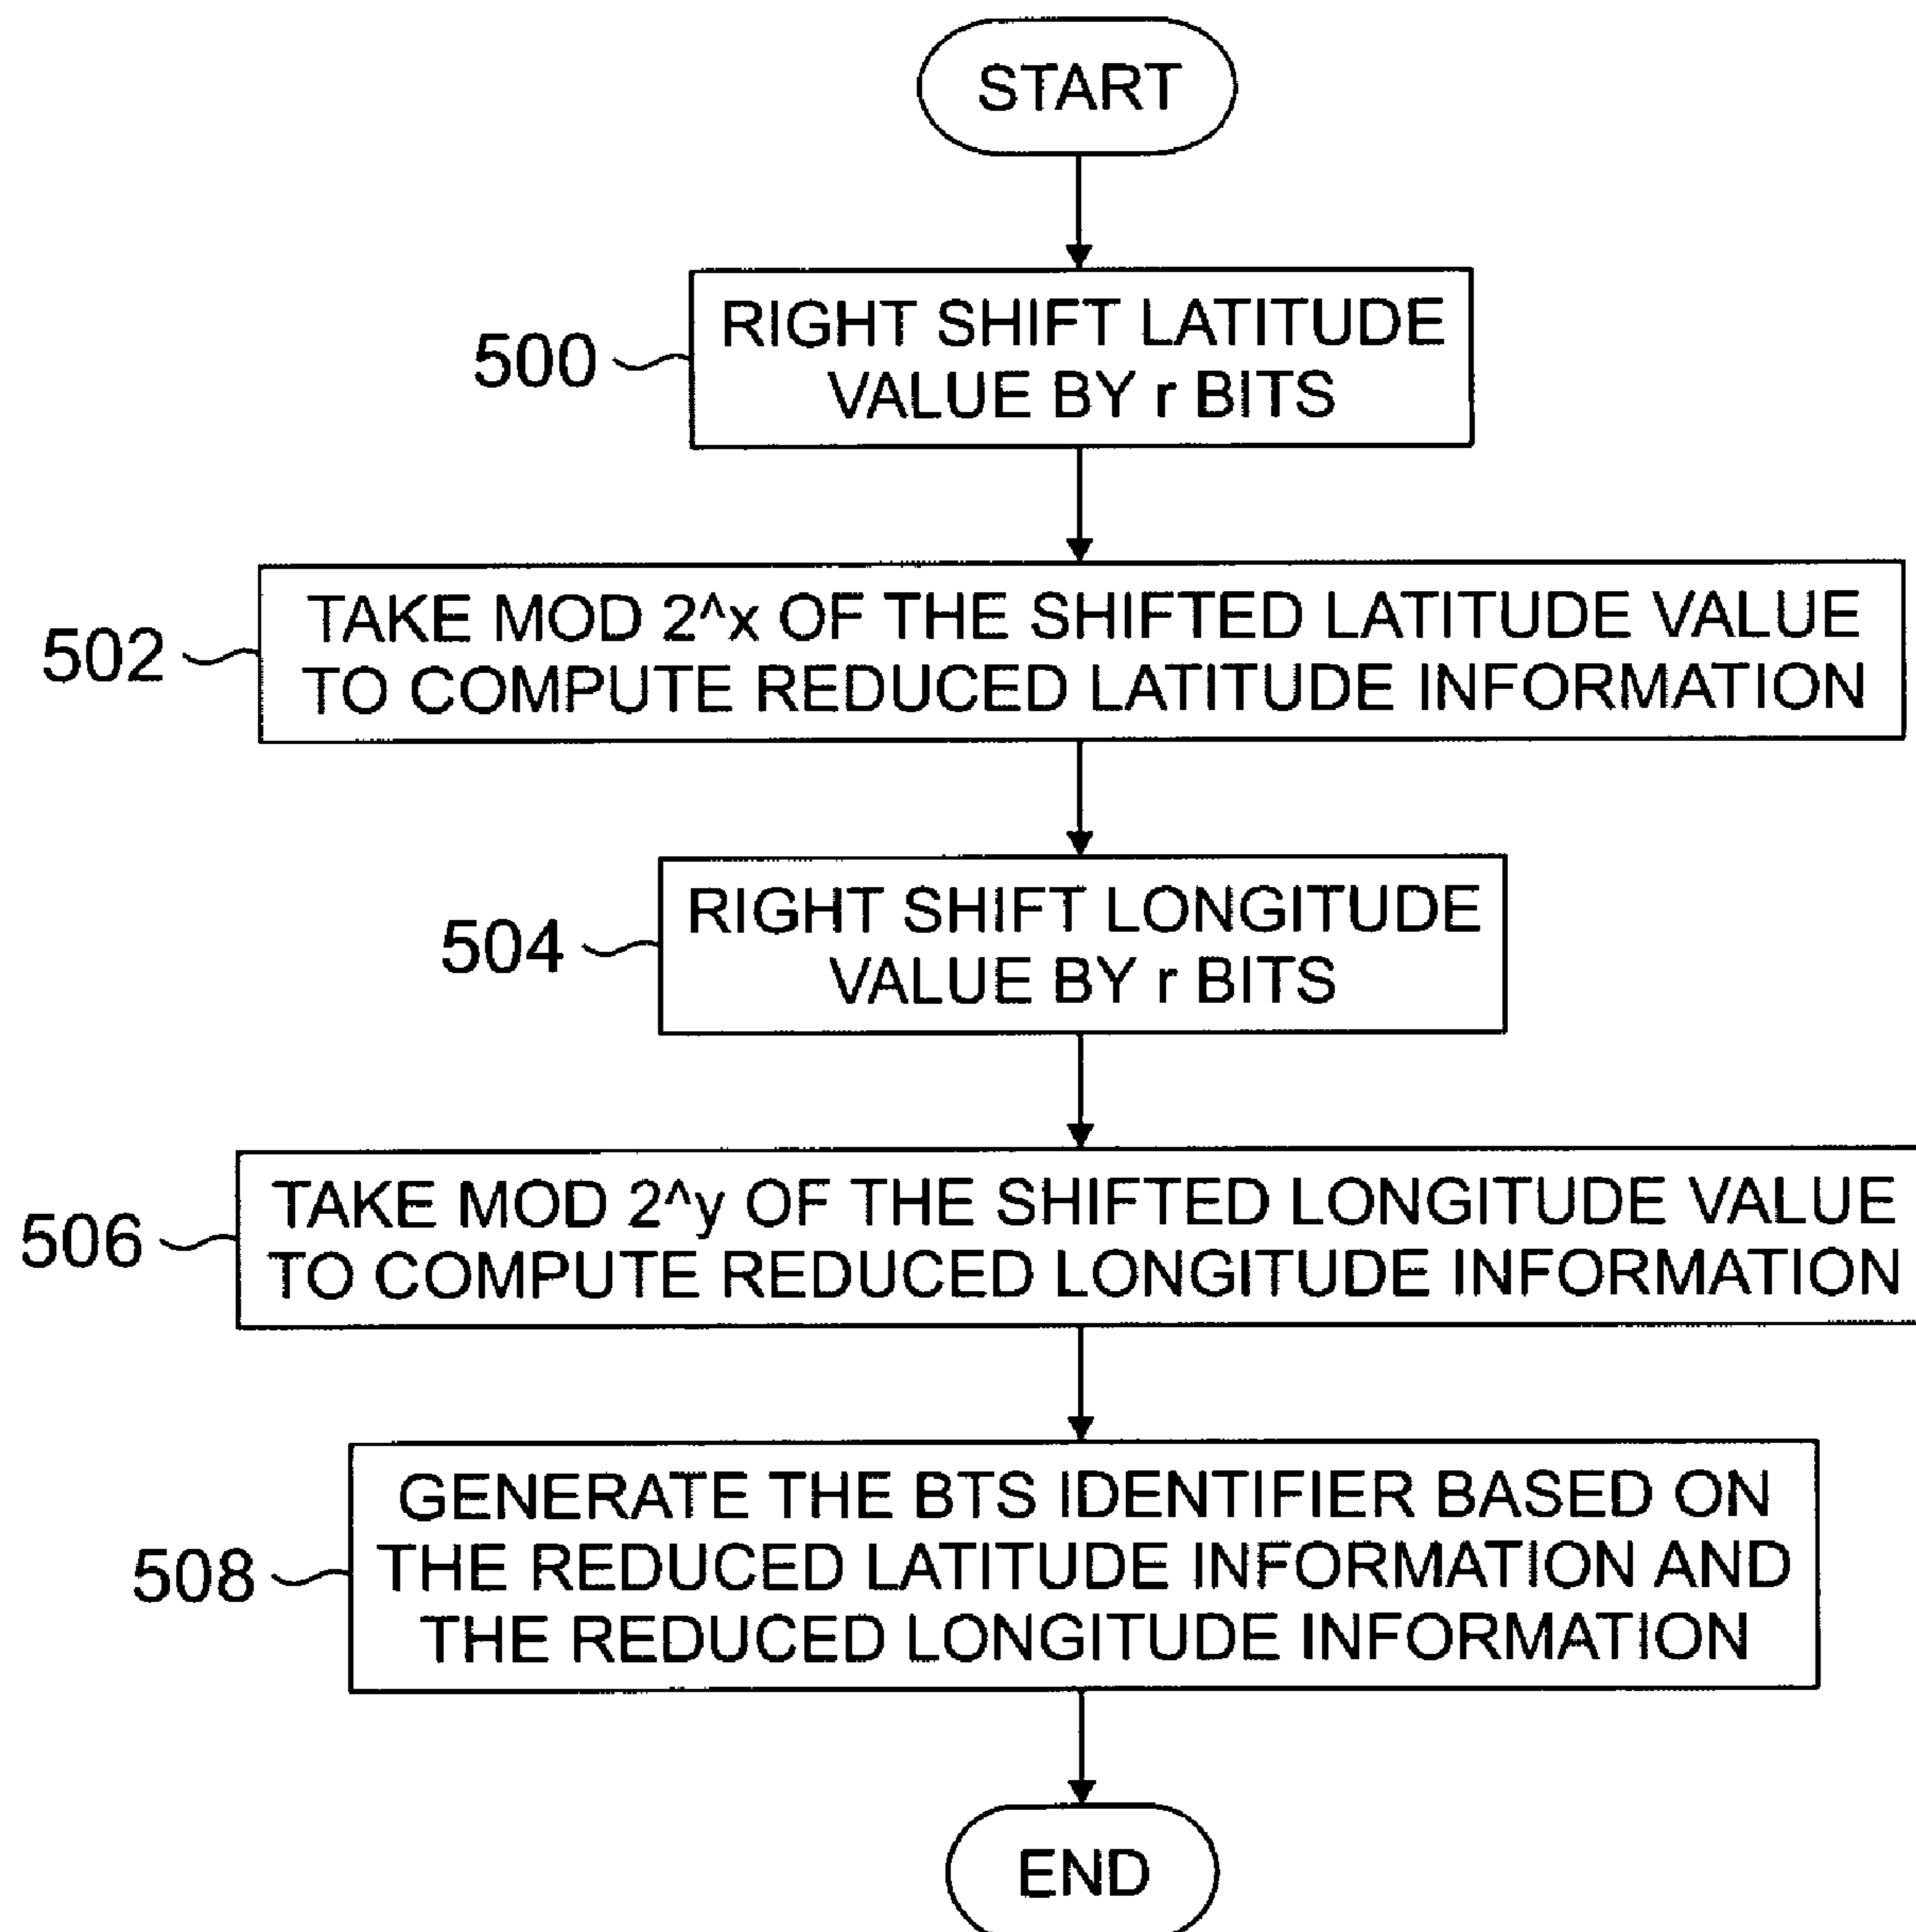 START
500
RIGHT SHIFT LATITUDE
VALUE BY r BITS
502
TAKE MOD 2^x OF THE SHIFTED LATITUDE VALUE
TO COMPUTE REDUCED LATITUDE INFORMATION
504
RIGHT SHIFT LONGITUDE
VALUE BY r BITS
506
TAKE MOD 2^y OF THE SHIFTED LONGITUDE VALUE
TO COMPUTE REDUCED LONGITUDE INFORMATION
508
GENERATE THE BTS IDENTIFIER BASED ON
THE REDUCED LATITUDE INFORMATION AND
THE REDUCED LONGITUDE INFORMATION
END